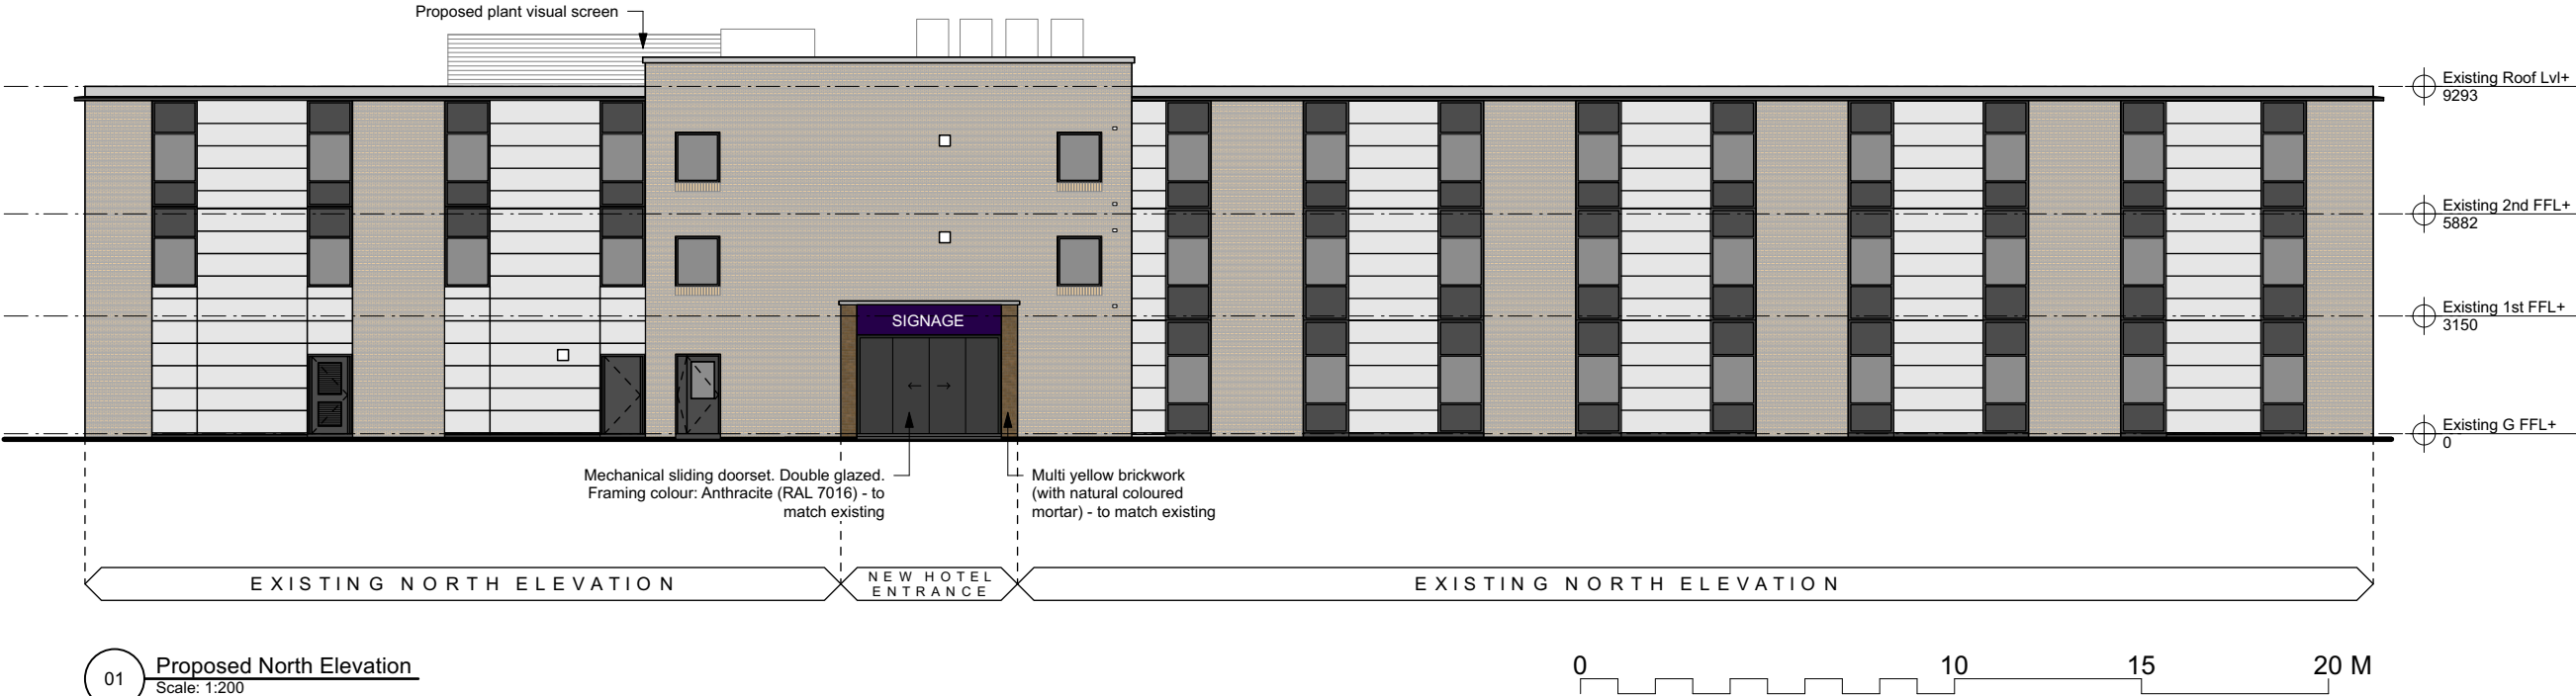 Proposed plant visual screen
Existing Roof Lvl+
9293
Existing 2nd FFL+
5882
Existing 1st FFL+
3150
Existing G FFL+
0
SIGNAGE
Mechanical sliding doorset. Double glazed.
Framing colour: Anthracite (RAL 7016) - to
match existing
Multi yellow brickwork
(with natural coloured
mortar) - to match existing
EXISTING NORTH ELEVATION
NEW HOTEL
ENTRANCE
EXISTING NORTH ELEVATION
01
Proposed North Elevation
Scale: 1:200
0 10 15 20 M